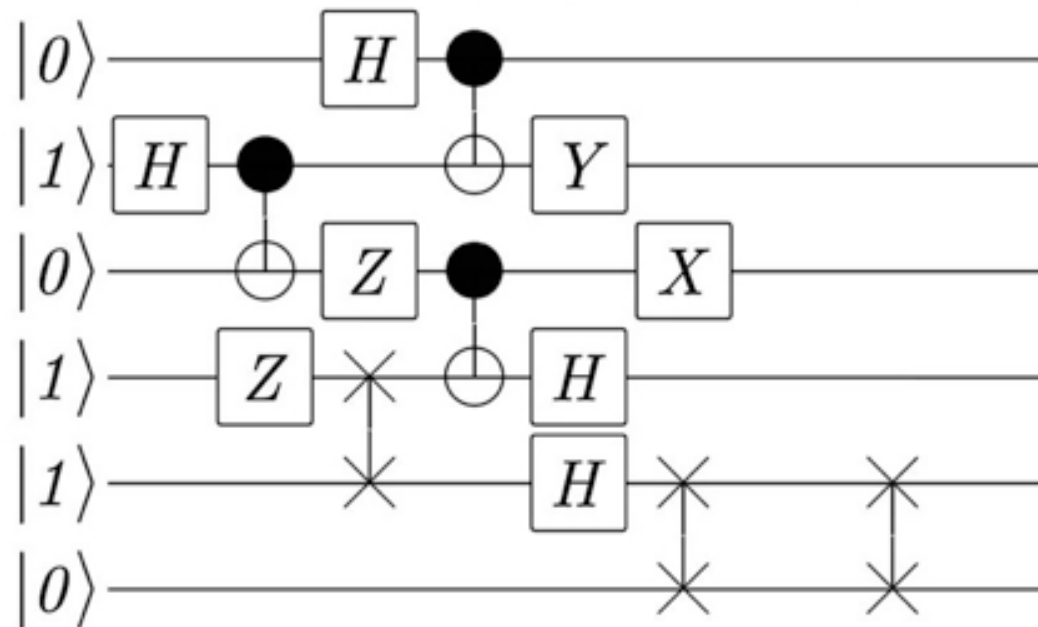 |0⟩ H
|1⟩ H Y
|0⟩ Z X
|1⟩ Z H
|1⟩ H
|0⟩